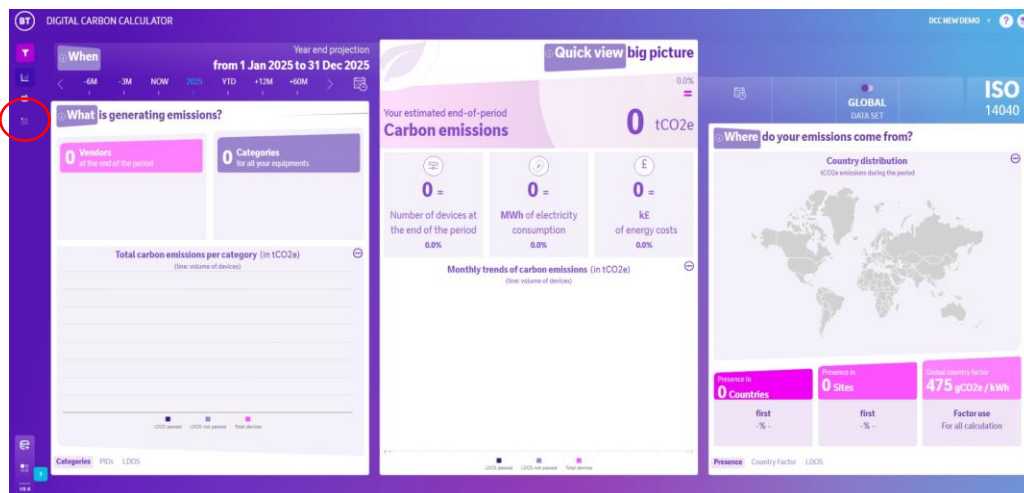 BT DIGITAL CARBON CALCULATOR
DCC NEW DEMO
?
When
Year end projection
from 1 Jan 2025 to 31 Dec 2025
-6M -3M NOW 2025 YTD +12M +60M
What is generating emissions?
0 Vendors
at the end of the period
0 Categories
for all your equipments
Total carbon emissions per category (in tCO2e)
(line: volume of devices)
LDOS passed LDOS not passed Total devices
Categories PIDs LDOS
Quick view big picture
0.0%
=
Your estimated end-of-period
Carbon emissions
0 tCO2e
£
0 = 0 = 0 =
Number of devices at
the end of the period
0.0%
MWh of electricity
consumption
0.0%
k£
of energy costs
0.0%
Monthly trends of carbon emissions (in tCO2e)
(line: volume of devices)
LDOS passed LDOS not passed Total devices
GLOBAL
DATA SET
ISO
14040
Where do your emissions come from?
Country distribution
tCO2e emissions during the period
Presence in
0 Countries
first
-% -
Presence in
0 Sites
first
-% -
Global country factor
475 gCO2e / kWh
Factor use
For all calculation
Presence Country Factor LDOS